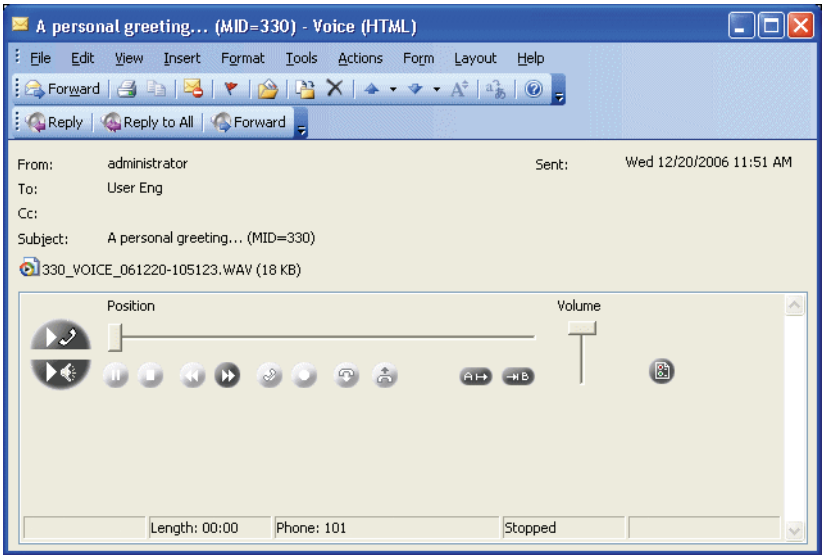 A personal greeting... (MID=330) - Voice (HTML)
File Edit View Insert Format Tools Actions Form Layout Help
Forward
Reply Reply to All Forward
From: administrator Sent: Wed 12/20/2006 11:51 AM
To: User Eng
Cc:
Subject: A personal greeting... (MID=330)
330_VOICE_061220-105123.WAV (18 KB)
Position Volume
A B
Length: 00:00 Phone: 101 Stopped